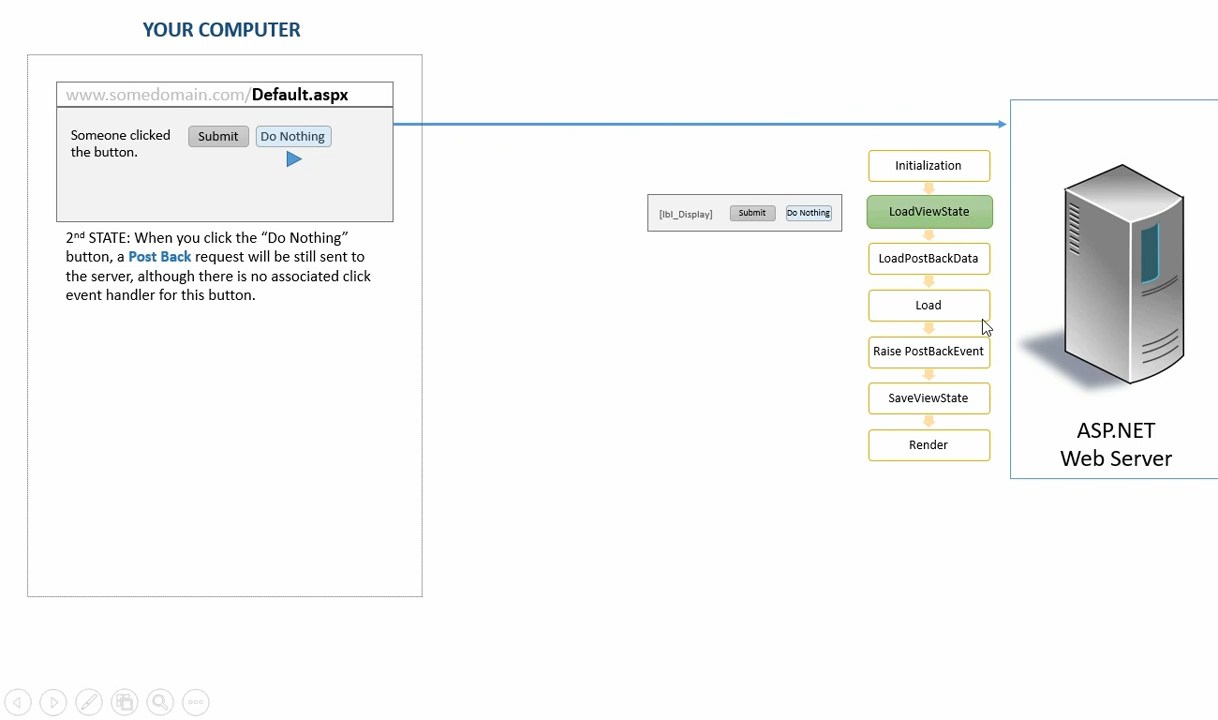 YOUR COMPUTER
www.somedomain.com/Default.aspx
Someone clicked
the button.
Submit
Do Nothing
2nd STATE: When you click the “Do Nothing”
button, a Post Back request will be still sent to
the server, although there is no associated click
event handler for this button.
[lbl_Display]
Submit
Do Nothing
Initialization
LoadViewState
LoadPostBackData
Load
Raise PostBackEvent
SaveViewState
Render
ASP.NET
Web Server